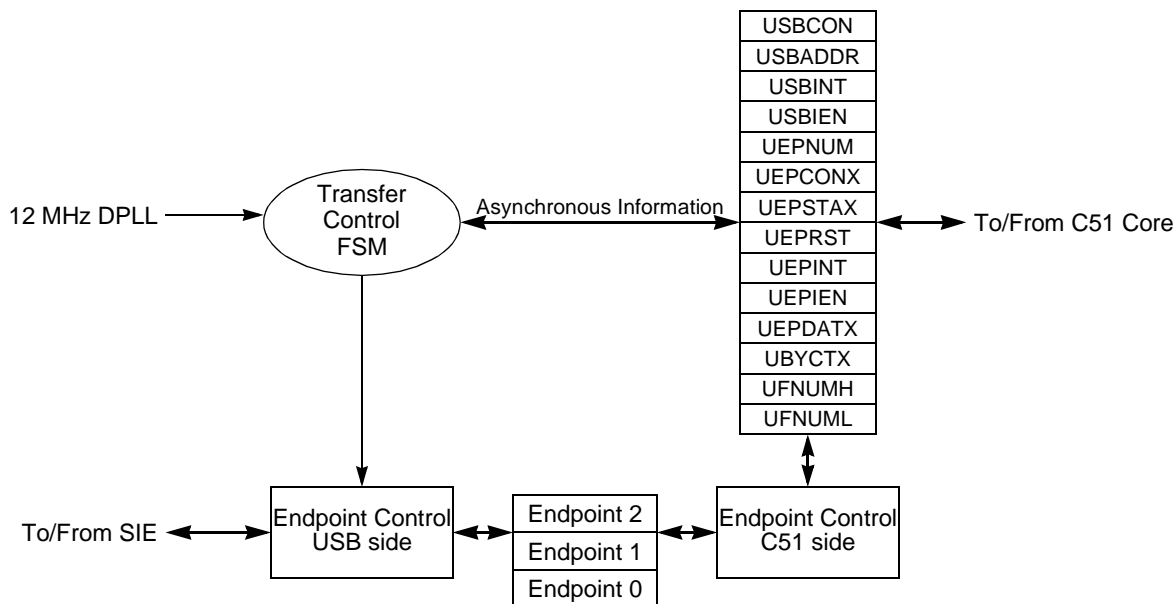 USBCON
USBADDR
USBINT
USBIEN
UEPNUM
UEPCONX
UEPSTAX
UEPRST
UEPINT
UEPIEN
UEPDATX
UBYCTX
UFNUMH
UFNUML
12 MHz DPLL
Transfer
Control
FSM
Asynchronous Information
To/From C51 Core
To/From SIE
Endpoint Control
USB side
Endpoint 2
Endpoint 1
Endpoint 0
Endpoint Control
C51 side